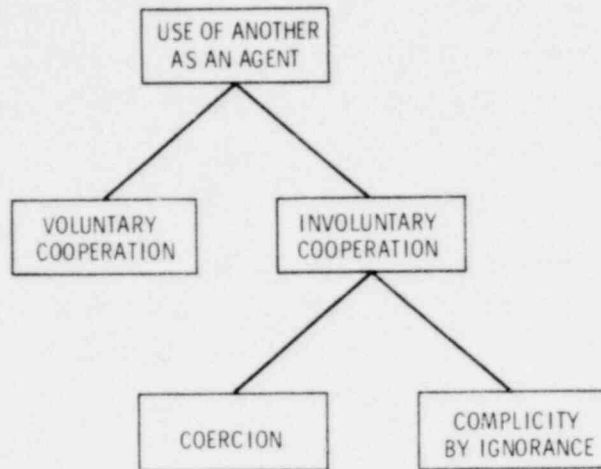 USE OF ANOTHER
AS AN AGENT
VOLUNTARY
COOPERATION
INVOLUNTARY
COOPERATION
COERCION
COMPLICITY
BY IGNORANCE